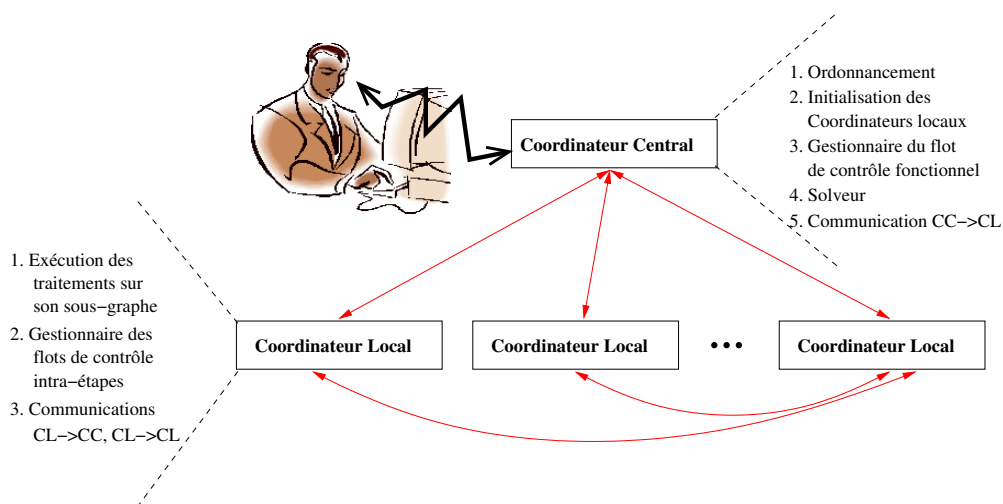 1. Ordonnancement
2. Initialisation des
Coordinateurs locaux
3. Gestionnaire du flot
de contrôle fonctionnel
4. Solveur
5. Communication CC−>CL
Coordinateur Central
1. Exécution des
traitements sur
son sous−graphe
2. Gestionnaire des
flots de contrôle
intra−étapes
3. Communications
CL−>CC, CL−>CL
Coordinateur Local
Coordinateur Local
•••
Coordinateur Local